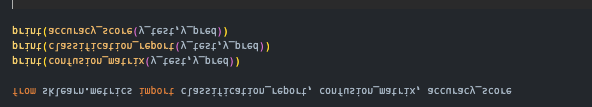 from sklearn.metrics import classification_report, confusion_matrix, accuracy_score
print(confusion_matrix(y_test,y_pred))
print(classification_report(y_test,y_pred))
print(accuracy_score(y_test,y_pred))